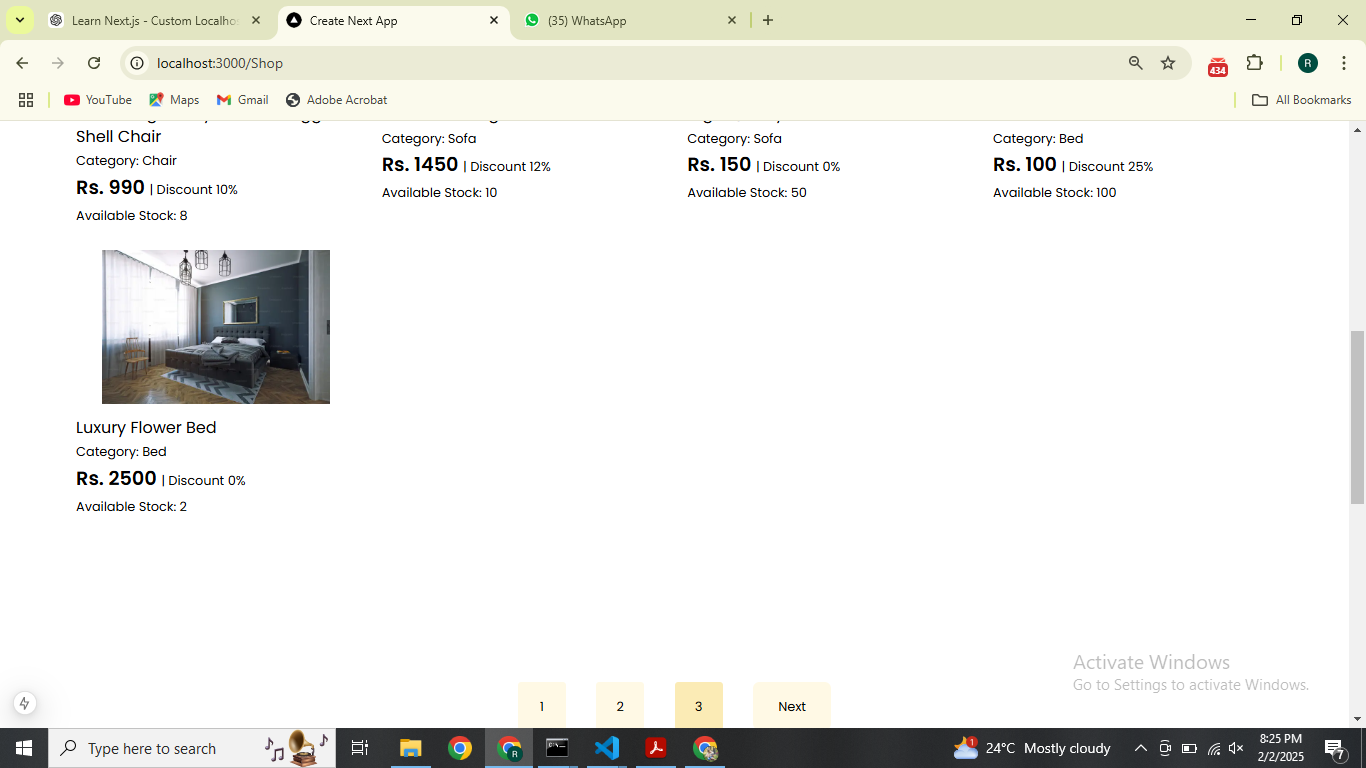 Learn Next.js - Custom Localho
Create Next App
(35) WhatsApp
localhost:3000/Shop
434
R
YouTube
Maps
Gmail
Adobe Acrobat
All Bookmarks
Shell Chair
Category: Chair
Rs. 990 | Discount 10%
Available Stock: 8
Category: Sofa
Rs. 1450 | Discount 12%
Available Stock: 10
Category: Sofa
Rs. 150 | Discount 0%
Available Stock: 50
Category: Bed
Rs. 100 | Discount 25%
Available Stock: 100
Luxury Flower Bed
Category: Bed
Rs. 2500 | Discount 0%
Available Stock: 2
Activate Windows
Go to Settings to activate Windows.
1
2
3
Next
Type here to search
R
1
24°C Mostly cloudy
8:25 PM
2/2/2025
7